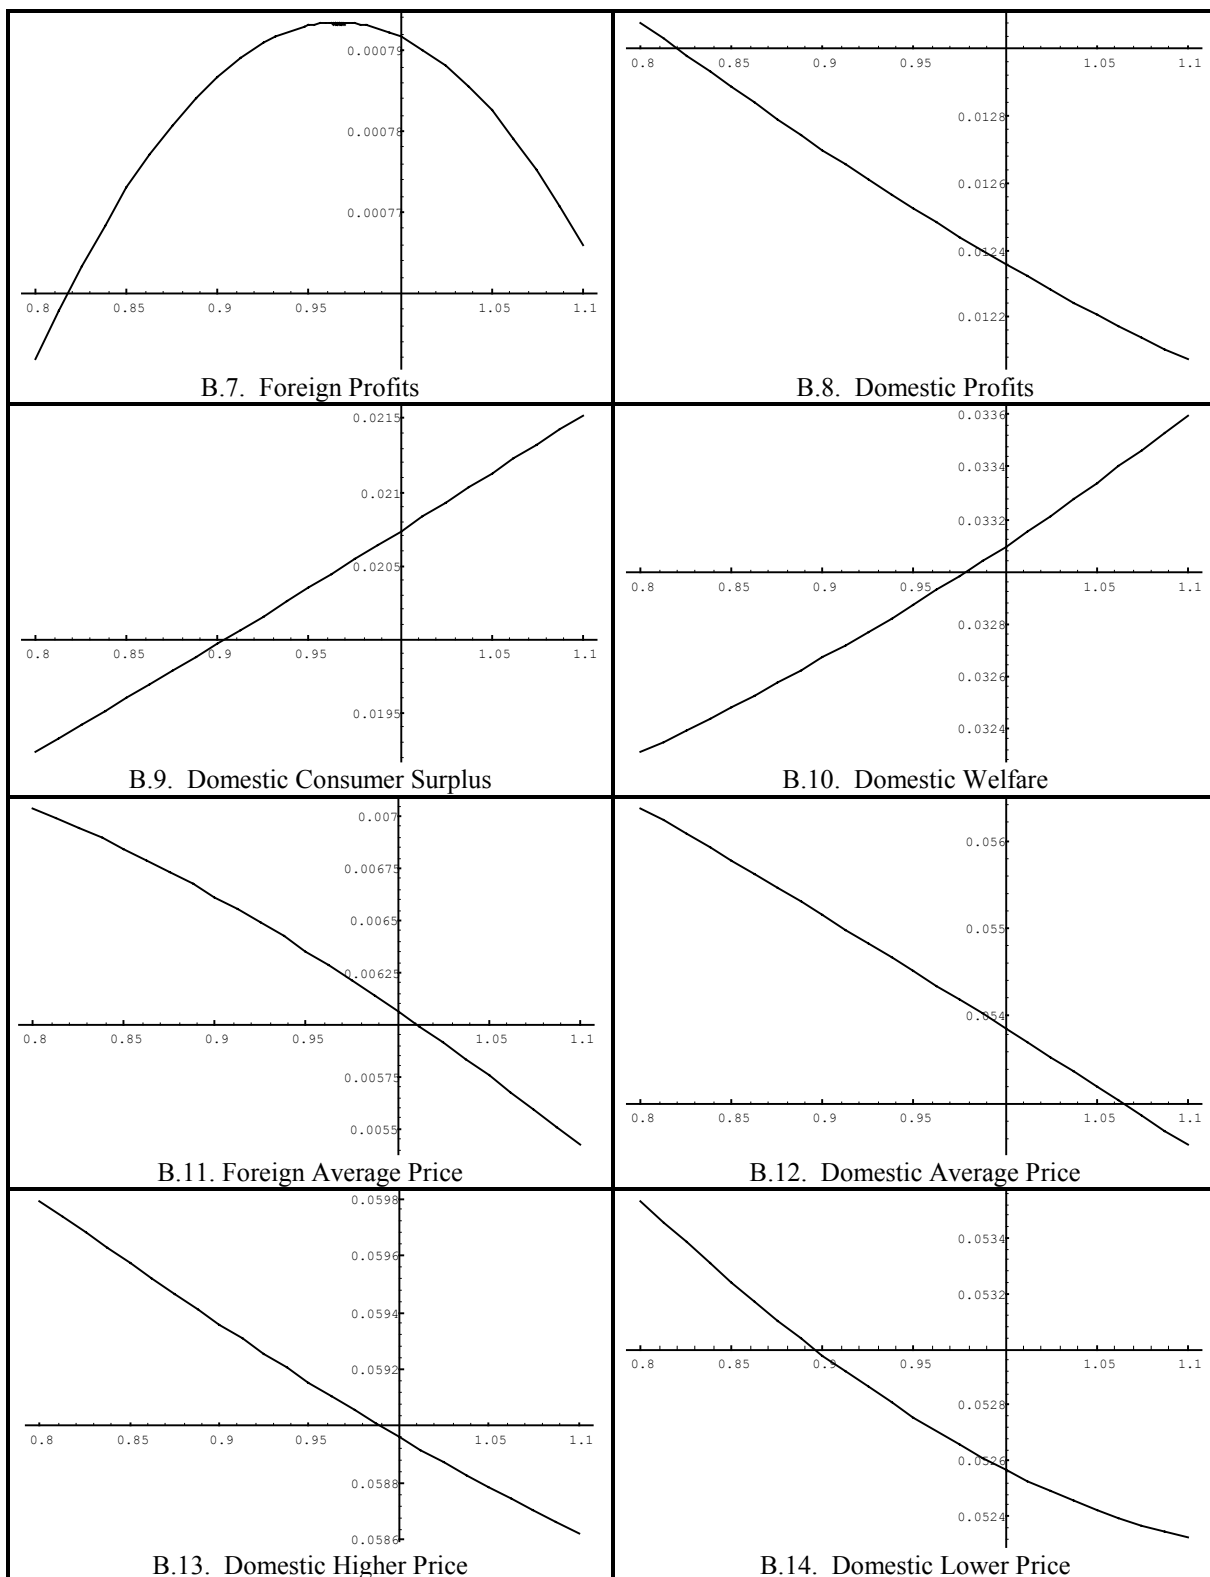 0.00079
0.00078
0.00077
0.8 0.85 0.9 0.95 1.05 1.1
B.7. Foreign Profits
0.8 0.85 0.9 0.95 1.05 1.1
0.0128
0.0126
0.0124
0.0122
B.8. Domestic Profits
0.0215
0.021
0.0205
0.8 0.85 0.9 0.95 1.05 1.1
0.0195
B.9. Domestic Consumer Surplus
0.0336
0.0334
0.0332
0.8 0.85 0.9 0.95 1.05 1.1
0.0328
0.0326
0.0324
B.10. Domestic Welfare
0.007
0.00675
0.0065
0.00625
0.8 0.85 0.9 0.95 1.05 1.1
0.00575
0.0055
B.11. Foreign Average Price
0.056
0.055
0.054
0.8 0.85 0.9 0.95 1.05 1.1
B.12. Domestic Average Price
0.0598
0.0596
0.0594
0.0592
0.8 0.85 0.9 0.95 1.05 1.1
0.0588
0.0586
B.13. Domestic Higher Price
0.0534
0.0532
0.8 0.85 0.9 0.95 1.05 1.1
0.0528
0.0526
0.0524
B.14. Domestic Lower Price